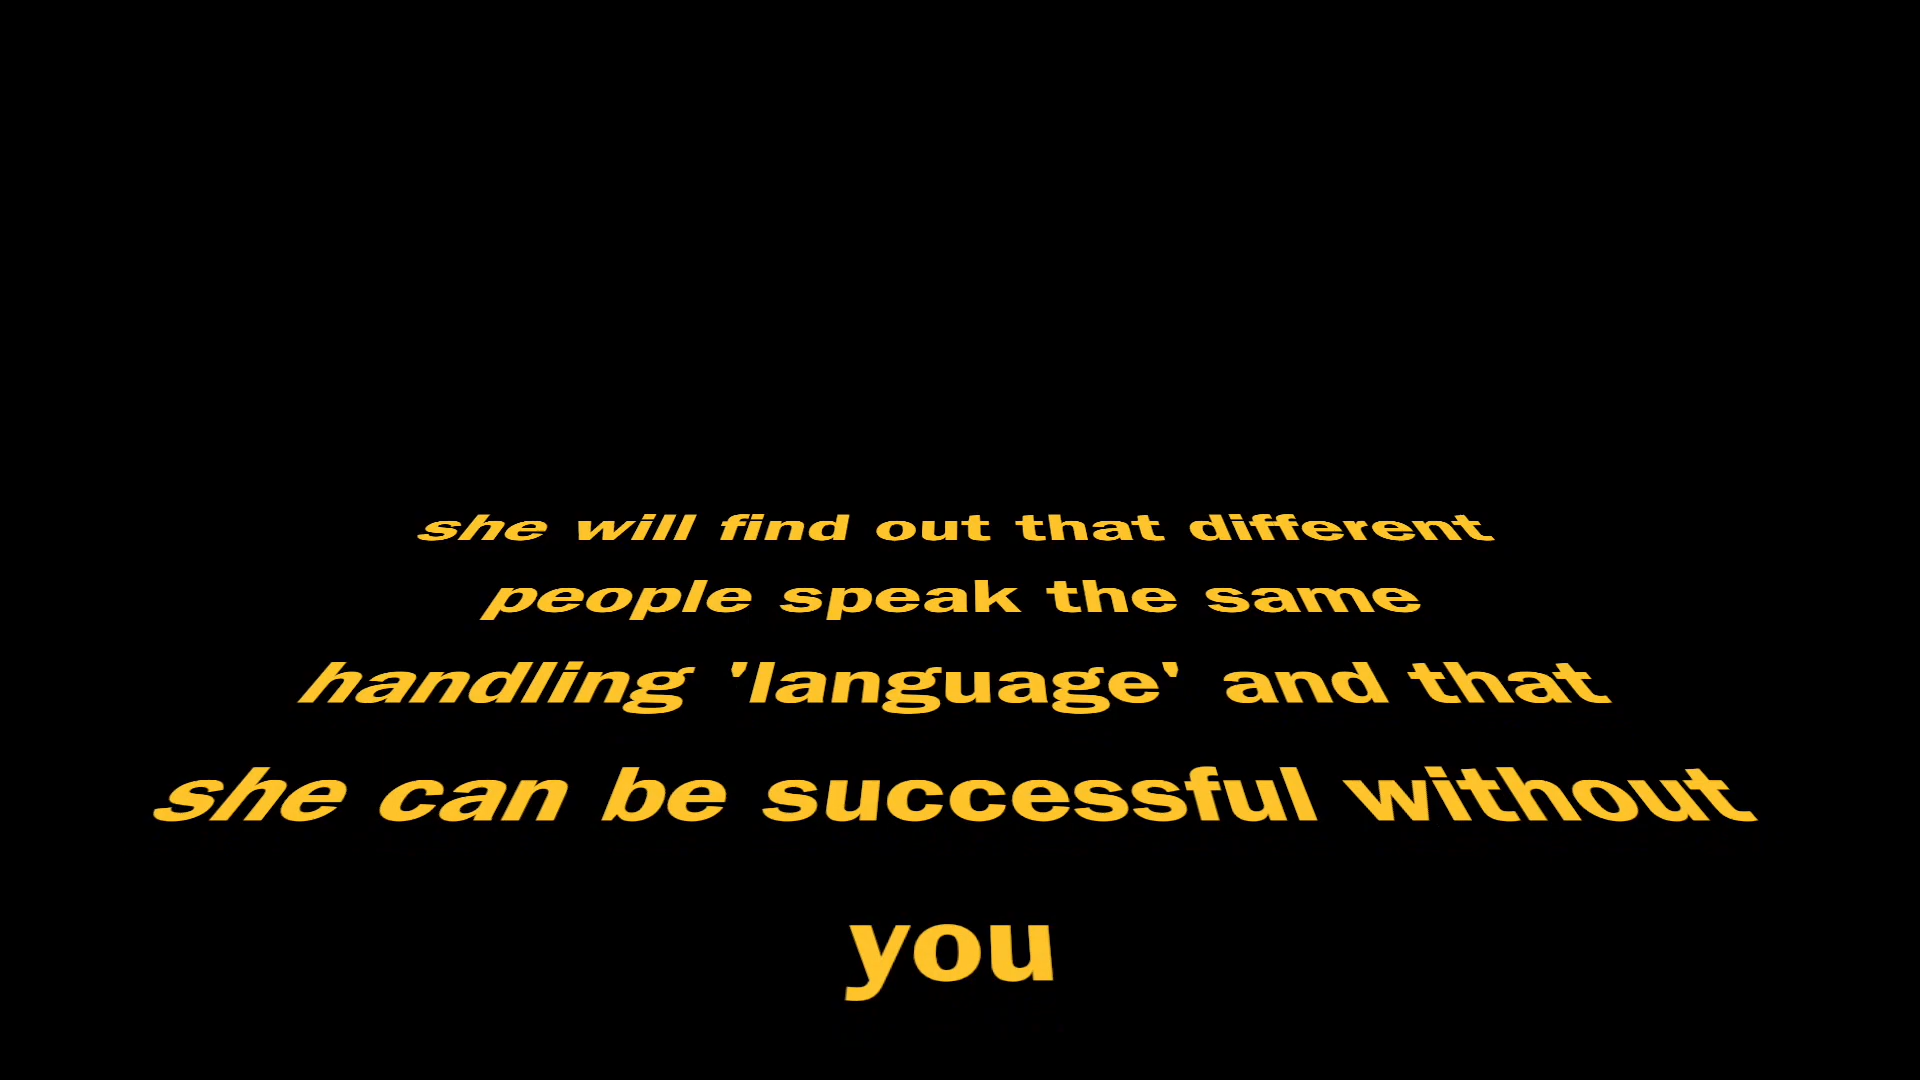 she will find out that different
people speak the same
handling 'language' and that
she can be successful without
you